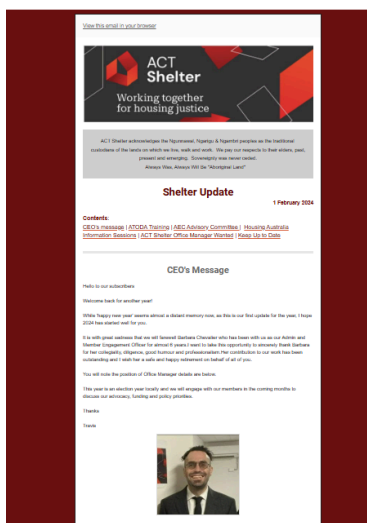 View this email in your browser
ACT
Shelter
Working together
for housing justice
ACT Shelter acknowledges the Ngunnawal, Ngarigu & Ngambri peoples as the traditional
custodians of the lands on which we live, walk and work. We pay our respects to their elders, past,
present and emerging. Sovereignty was never ceded.
Always Was, Always Will Be "Aboriginal Land"
Shelter Update
1 February 2024
Contents:
CEO's message | ATODA Training | AEC Advisory Committee | Housing Australia
Information Sessions | ACT Shelter Office Manager Wanted | Keep Up to Date
CEO's Message
Hello to our subscribers
Welcome back for another year!
While 'happy new year' seems almost a distant memory now, as this is our first update for the year, I hope
2024 has started well for you.
It is with great sadness that we will farewell Barbara Chevalier who has been with us as our Admin and
Member Engagement Officer for almost 6 years.I want to take this opportunity to sincerely thank Barbara
for her collegiality, diligence, good humour and professionalism.Her contribution to our work has been
outstanding and I wish her a safe and happy retirement on behalf of all of you.
You will note the position of Office Manager details are below.
This year is an election year locally and we will engage with our members in the coming months to
discuss our advocacy, funding and policy priorities.
Thanks
Travis